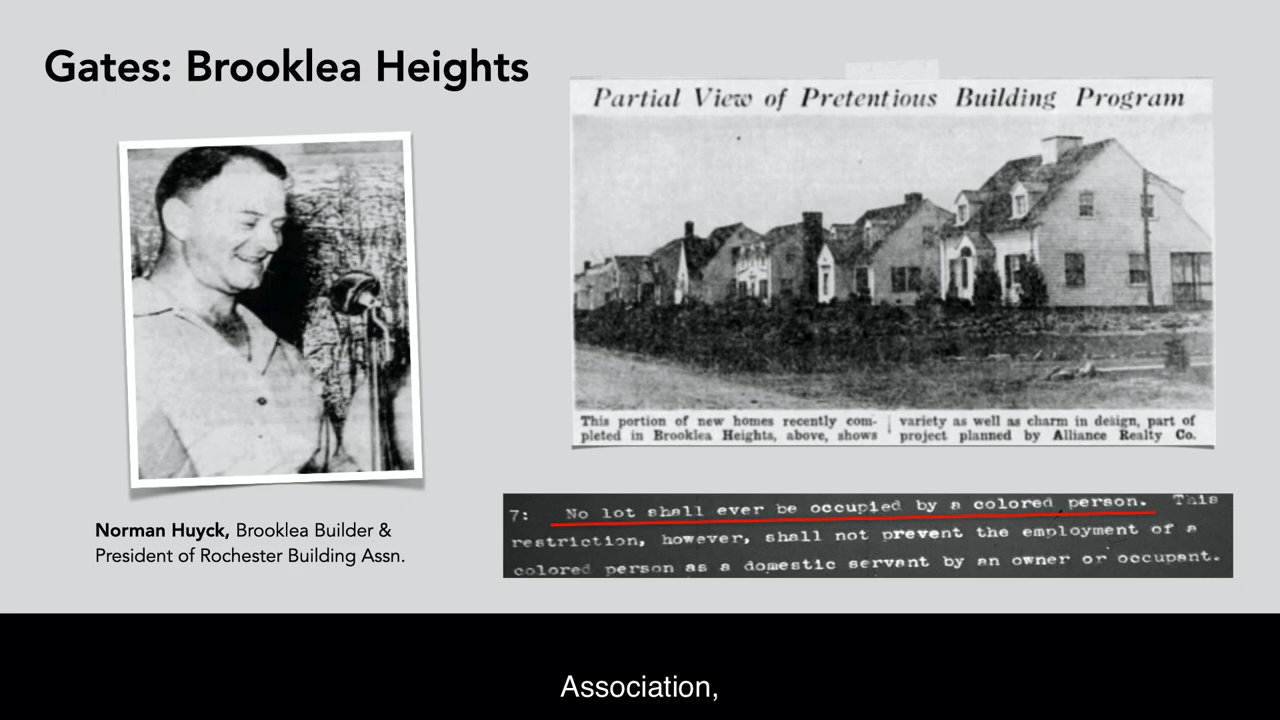 Gates: Brooklea Heights
Partial View of Pretentious Building Program
This portion of new homes recently com-
pleted in Brooklea Heights, above, shows
variety as well as charm in design, part of
project planned by Alliance Realty Co.
Norman Huyck, Brooklea Builder &
President of Rochester Building Assn.
7: No lot shall ever be occupied by a colored person. This
restriction, however, shall not prevent the employment of a
colored person as a domestic servant by an owner or occupant.
Association,